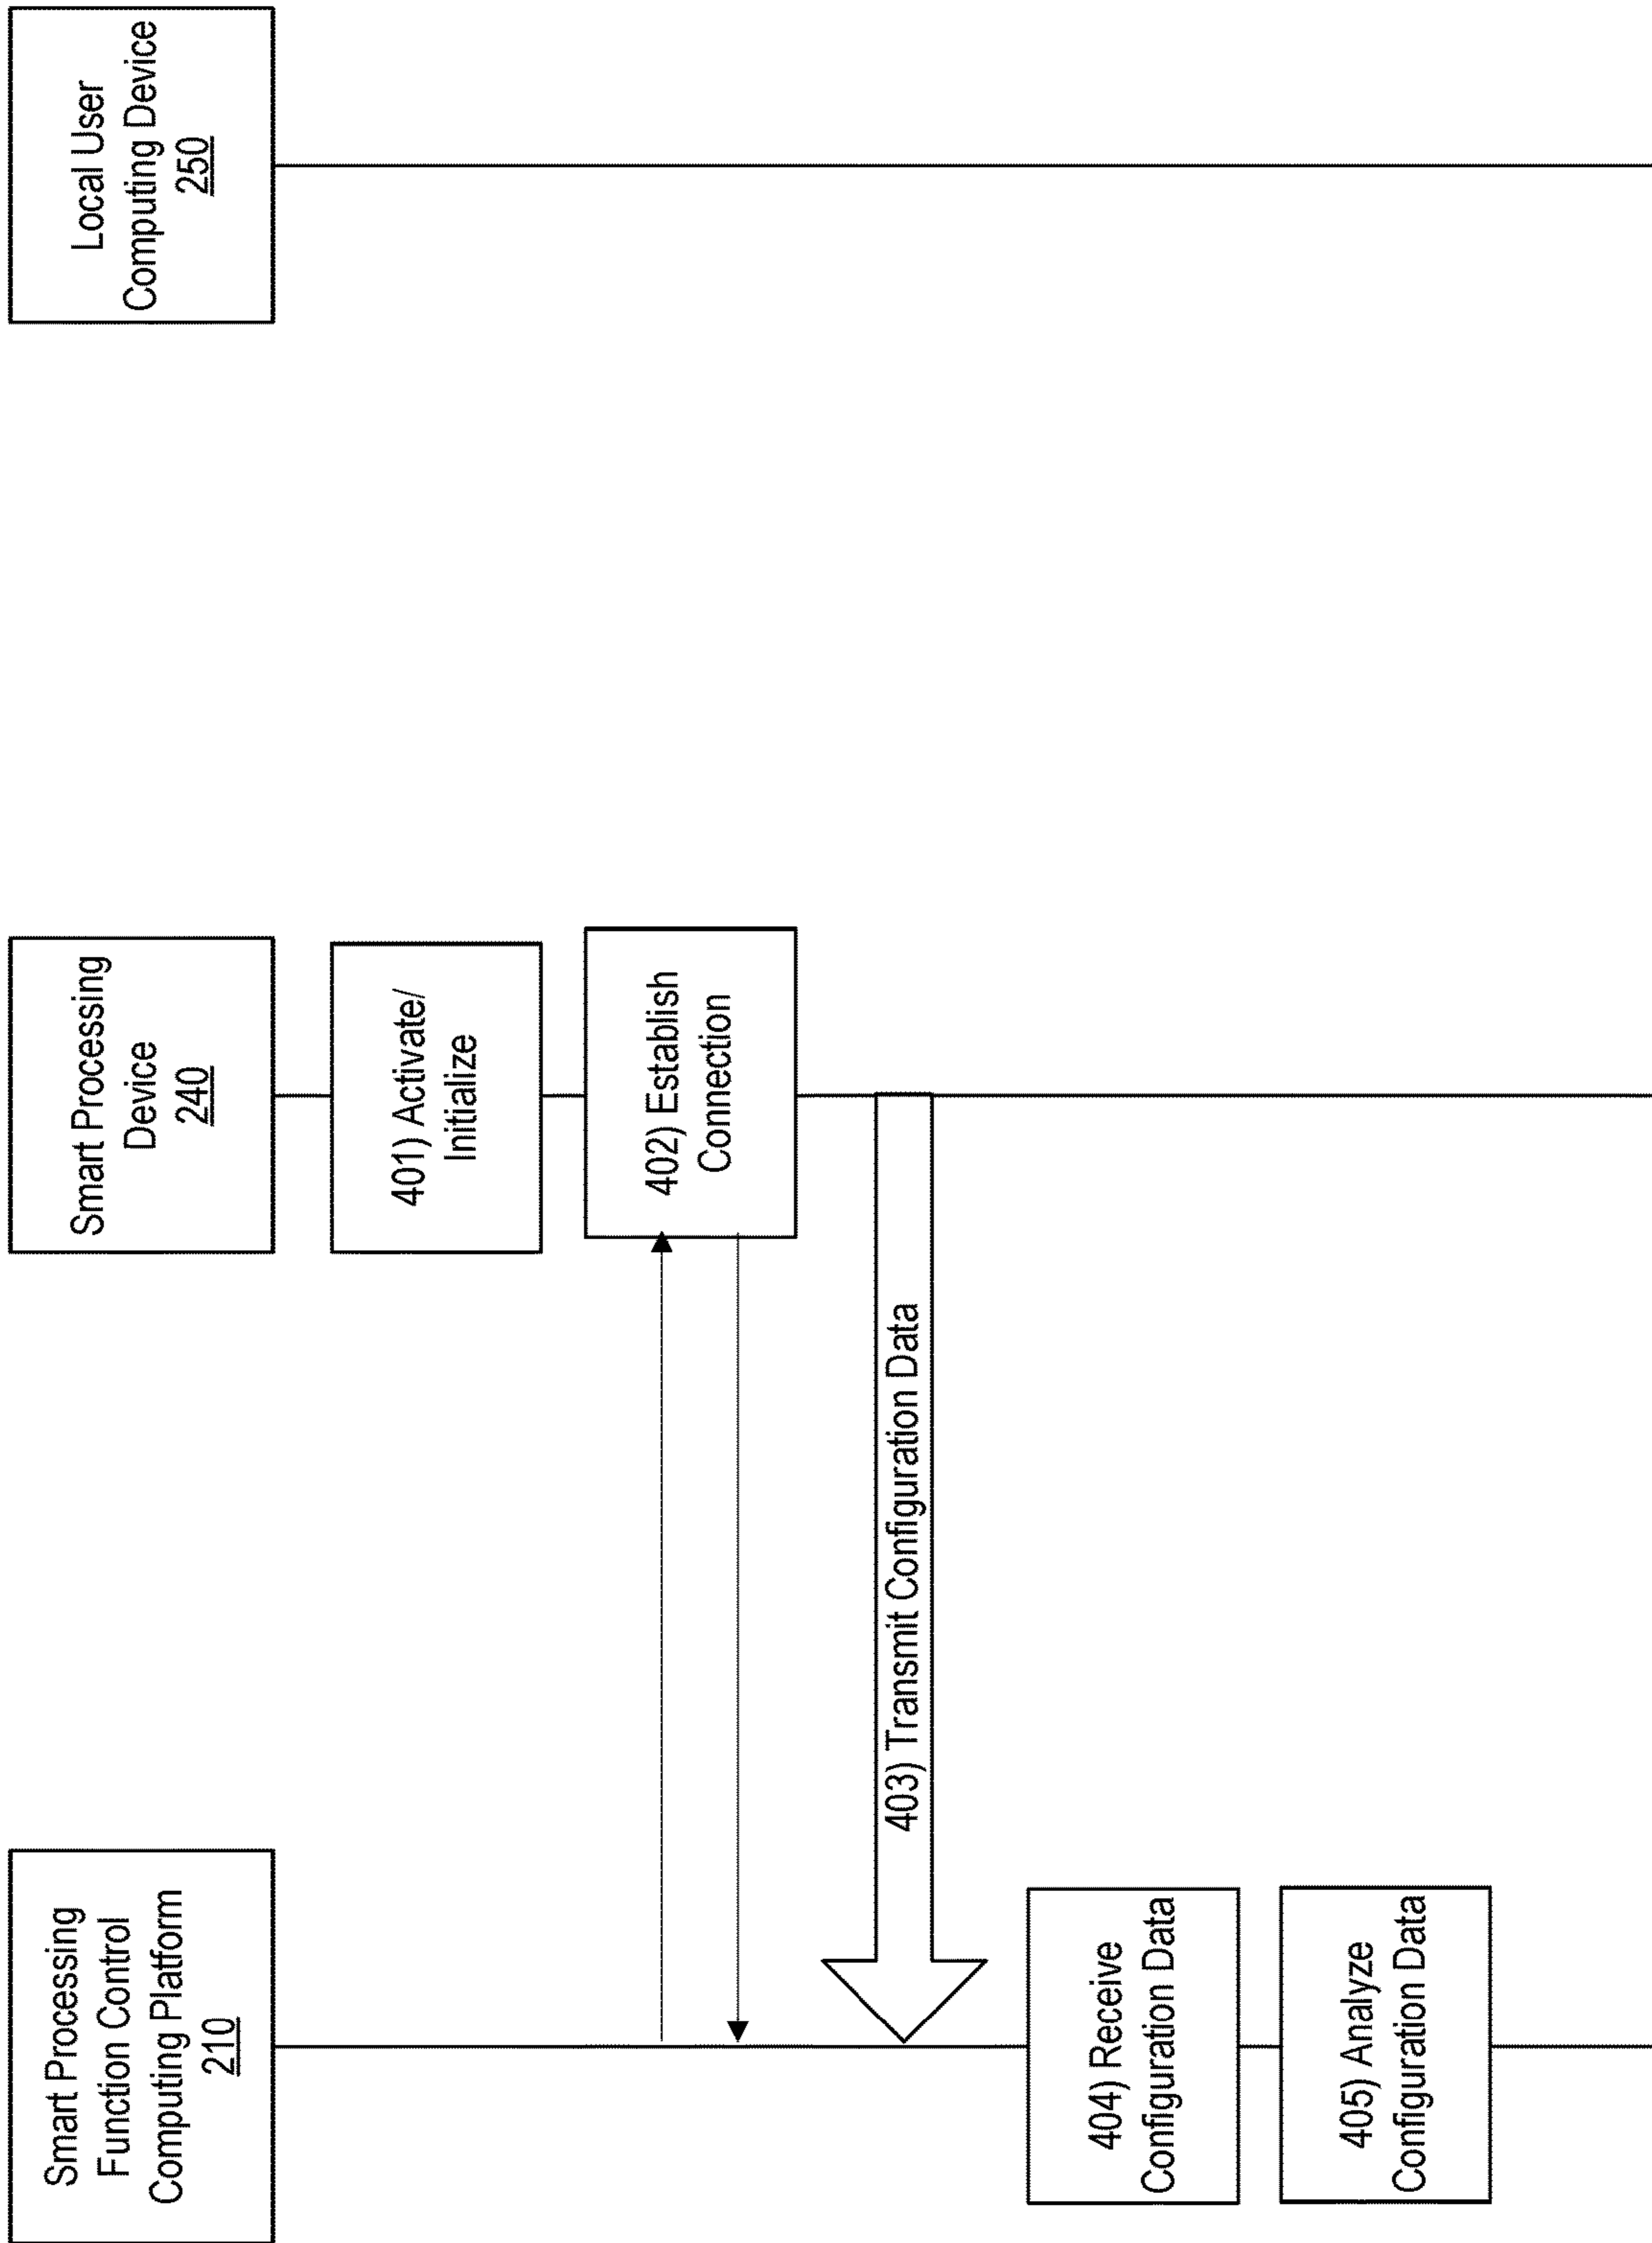 Smart Processing
Function Control
Computing Platform
210
Smart Processing
Device
240
Local User
Computing Device
250
401) Activate/
Initialize
402) Establish
Connection
403) Transmit Configuration Data
404) Receive
Configuration Data
405) Analyze
Configuration Data